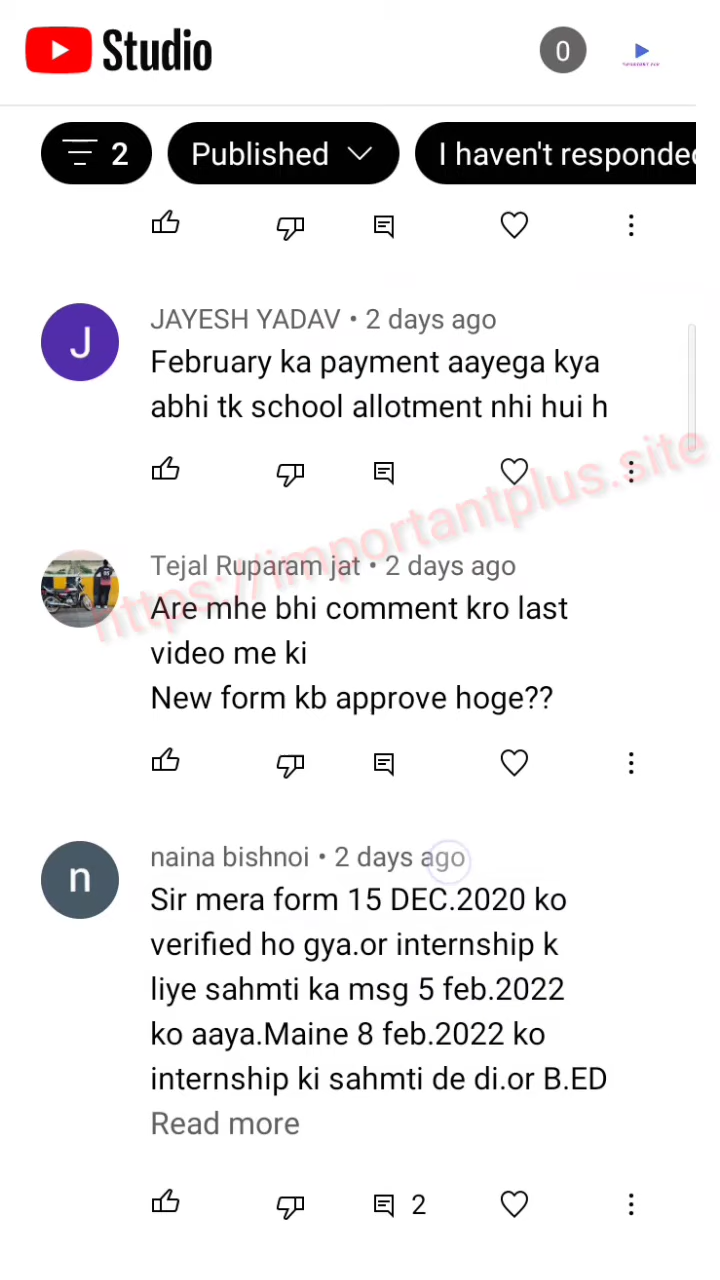 Studio
0
2
Published
I haven't responded
JAYESH YADAV • 2 days ago
February ka payment aayega kya
abhi tk school allotment nhi hui h
https://importantplus.site
Tejal Ruparam jat • 2 days ago
Are mhe bhi comment kro last
video me ki
New form kb approve hoge??
n
naina bishnoi • 2 days ago
Sir mera form 15 DEC.2020 ko
verified ho gya.or internship k
liye sahmti ka msg 5 feb.2022
ko aaya.Maine 8 feb.2022 ko
internship ki sahmti de di.or B.ED
Read more
2
J